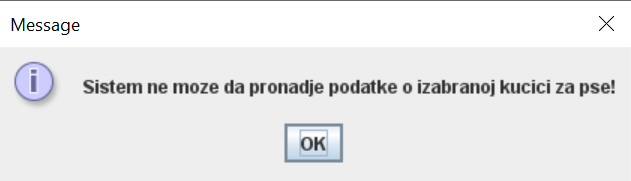 Message
Sistem ne moze da pronadje podatke o izabranoj kucici za pse!
OK